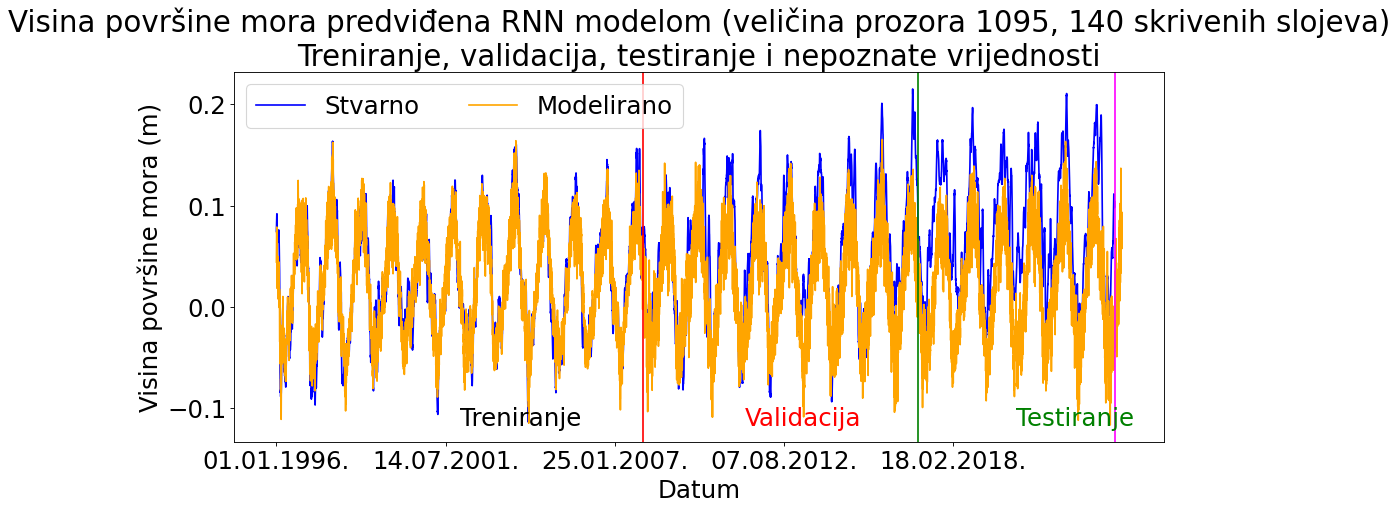 Visina površine mora predviđena RNN modelom (veličina prozora 1095, 140 skrivenih slojeva)
Treniranje, validacija, testiranje i nepoznate vrijednosti
Stvarno Modelirano
Visina površine mora (m)
0.2
0.1
0.0
−0.1
Treniranje Validacija Testiranje
01.01.1996. 14.07.2001. 25.01.2007. 07.08.2012. 18.02.2018.
Datum